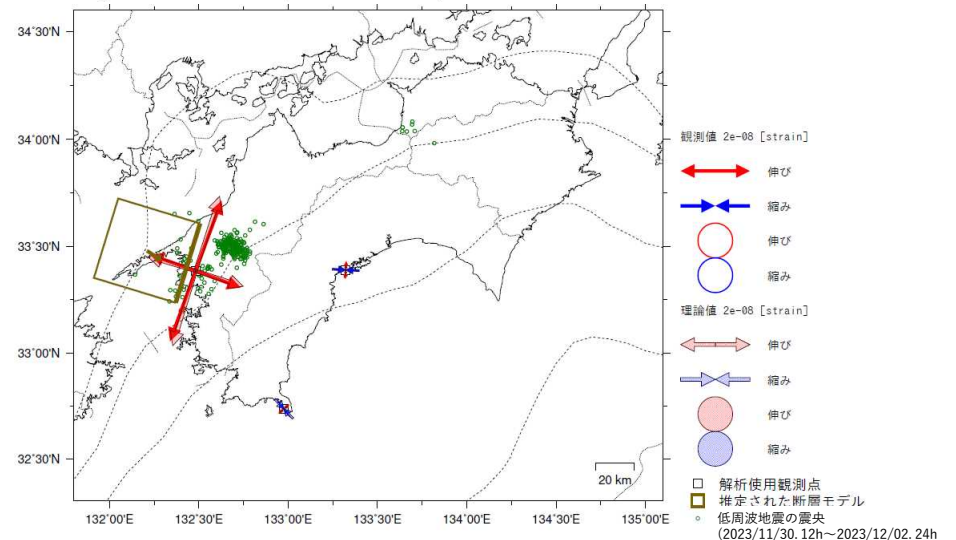 34°30'N
34°00'N
33°30'N
33°00'N
32°30'N
132°00'E 132°30'E 133°00'E 133°30'E 134°00'E 134°30'E 135°00'E
20 km
観測値 2e-08 [strain]
伸び
縮み
伸び
縮み
理論値 2e-08 [strain]
伸び
縮み
伸び
縮み
解析使用観測点
推定された断層モデル
低周波地震の震央
(2023/11/30.12h～2023/12/02.24h